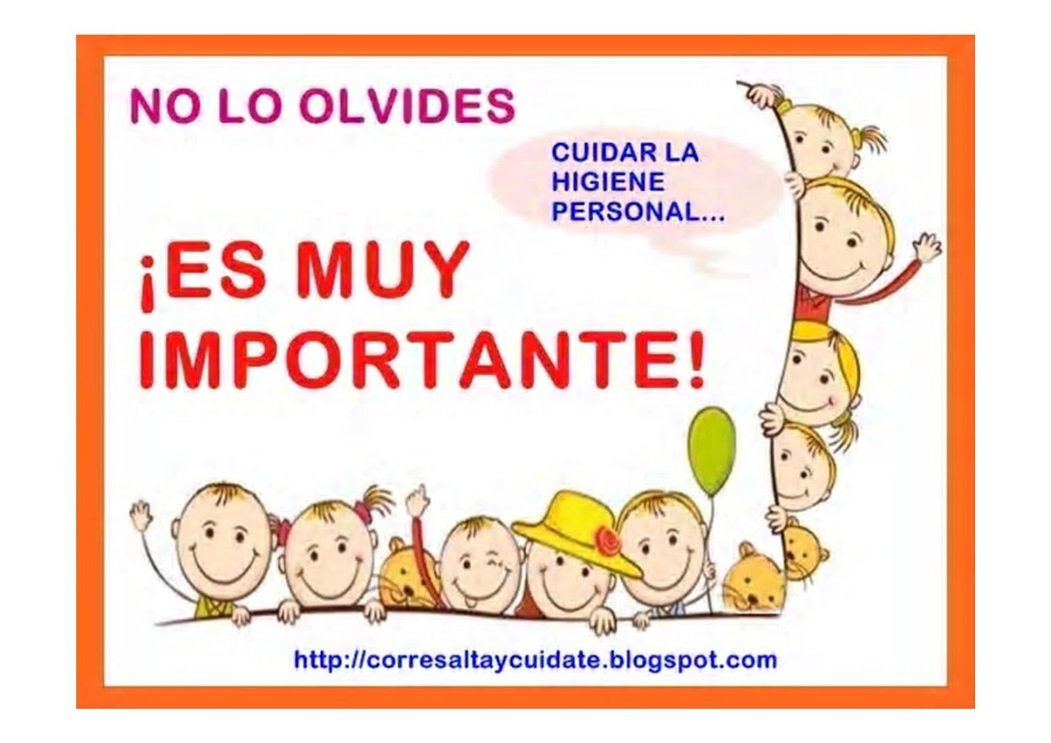 NO LO OLVIDES
CUIDAR LA
HIGIENE
PERSONAL...
¡ES MUY
IMPORTANTE!
http://corresaltaycuidate.blogspot.com